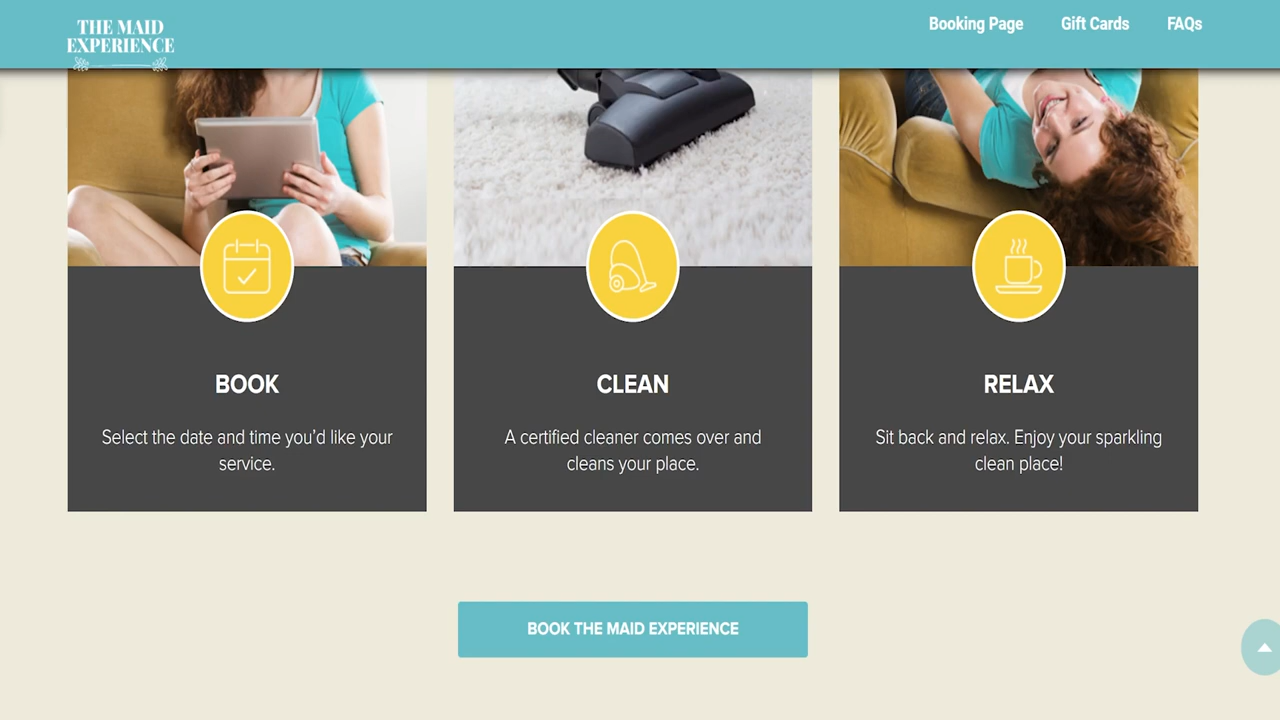 THE MAID
EXPERIENCE
Booking Page
Gift Cards
FAQs
BOOK
Select the date and time you’d like your
service.
CLEAN
A certified cleaner comes over and
cleans your place.
RELAX
Sit back and relax. Enjoy your sparkling
clean place!
BOOK THE MAID EXPERIENCE